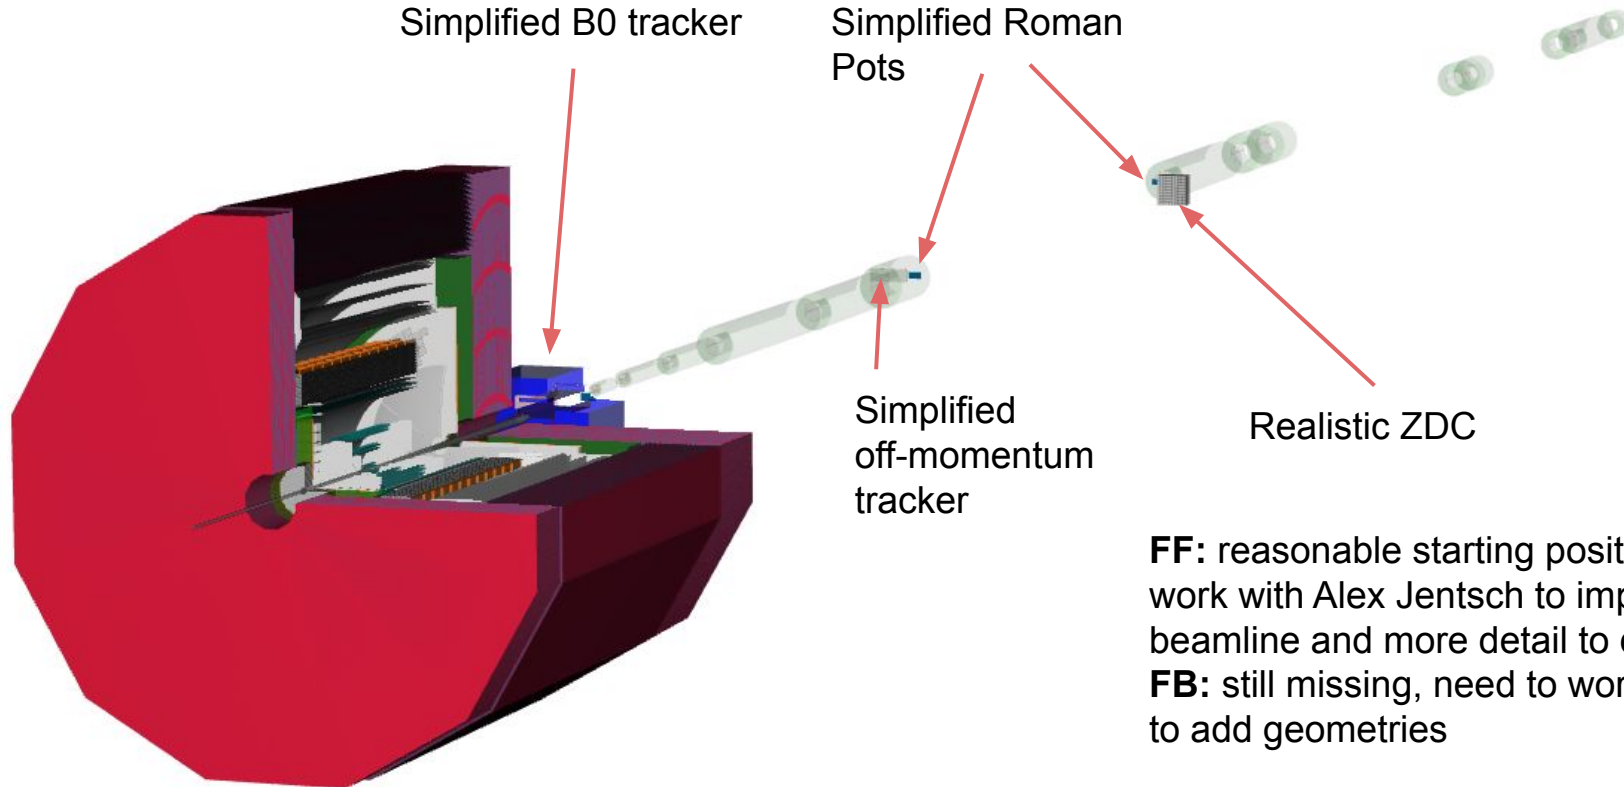 Simplified B0 tracker
Simplified Roman
Pots
Simplified
off-momentum
tracker
Realistic ZDC
FF: reasonable starting
work with Alex Jentsch to
beamline and more detail to
FB: still missing, need to
to add geometries